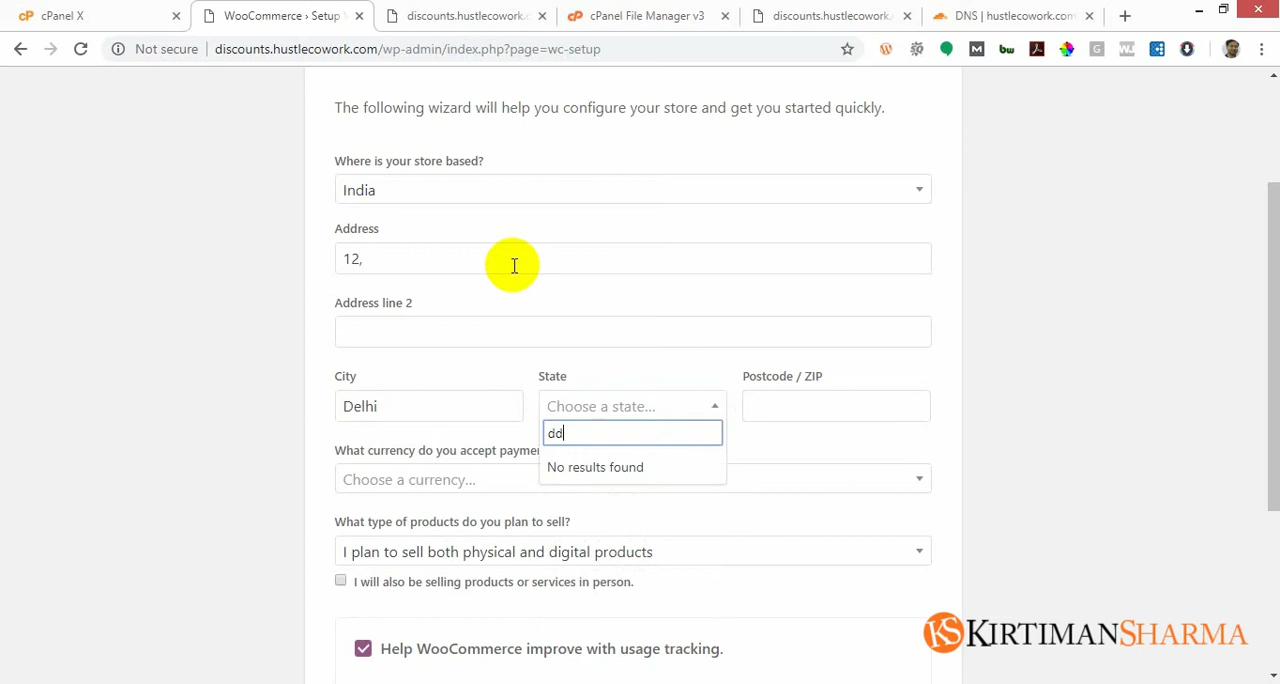 cP cPanel X
WooCommerce › Setup
discounts.hustlecowork.c
cP cPanel File Manager v3
discounts.hustlecowork.
DNS | hustlecowork.com
Not secure
discounts.hustlecowork.com/wp-admin/index.php?page=wc-setup
M
bw
G
WJ
The following wizard will help you configure your store and get you started quickly.
Where is your store based?
India
Address
12,
Address line 2
City
State
Postcode / ZIP
Delhi
Choose a state...
dd
What currency do you accept
No results found
Choose a currency...
What type of products do you plan to sell?
I plan to sell both physical and digital products
I will also be selling products or services in person.
Help WooCommerce improve with usage tracking.
KS KIRTIMANSHARMA